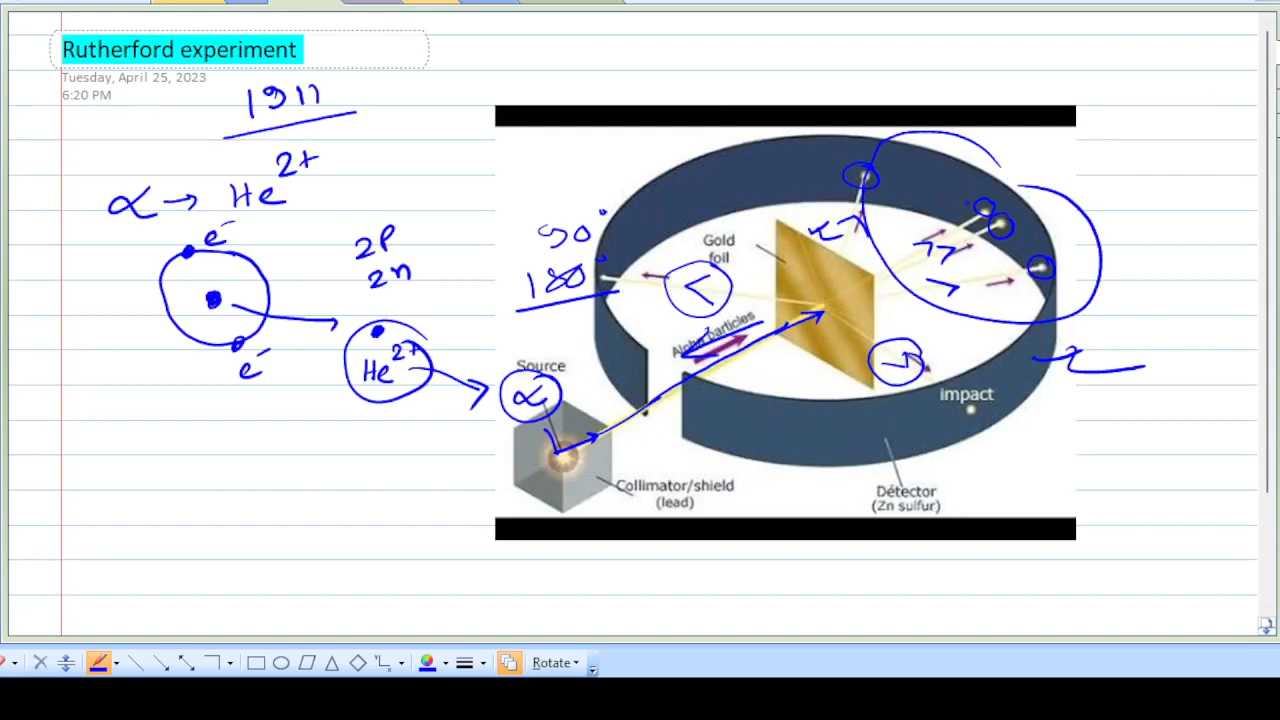 Rutherford experiment
Tuesday, April 25, 2023
6:20 PM
1911
α → He2+
e-
e-
2P
2n
He2+
α
90°
180°
Gold
foil
Alpha particles
Source
Collimator/shield
(lead)
impact
Détector
(Zn sulfur)
Rotate